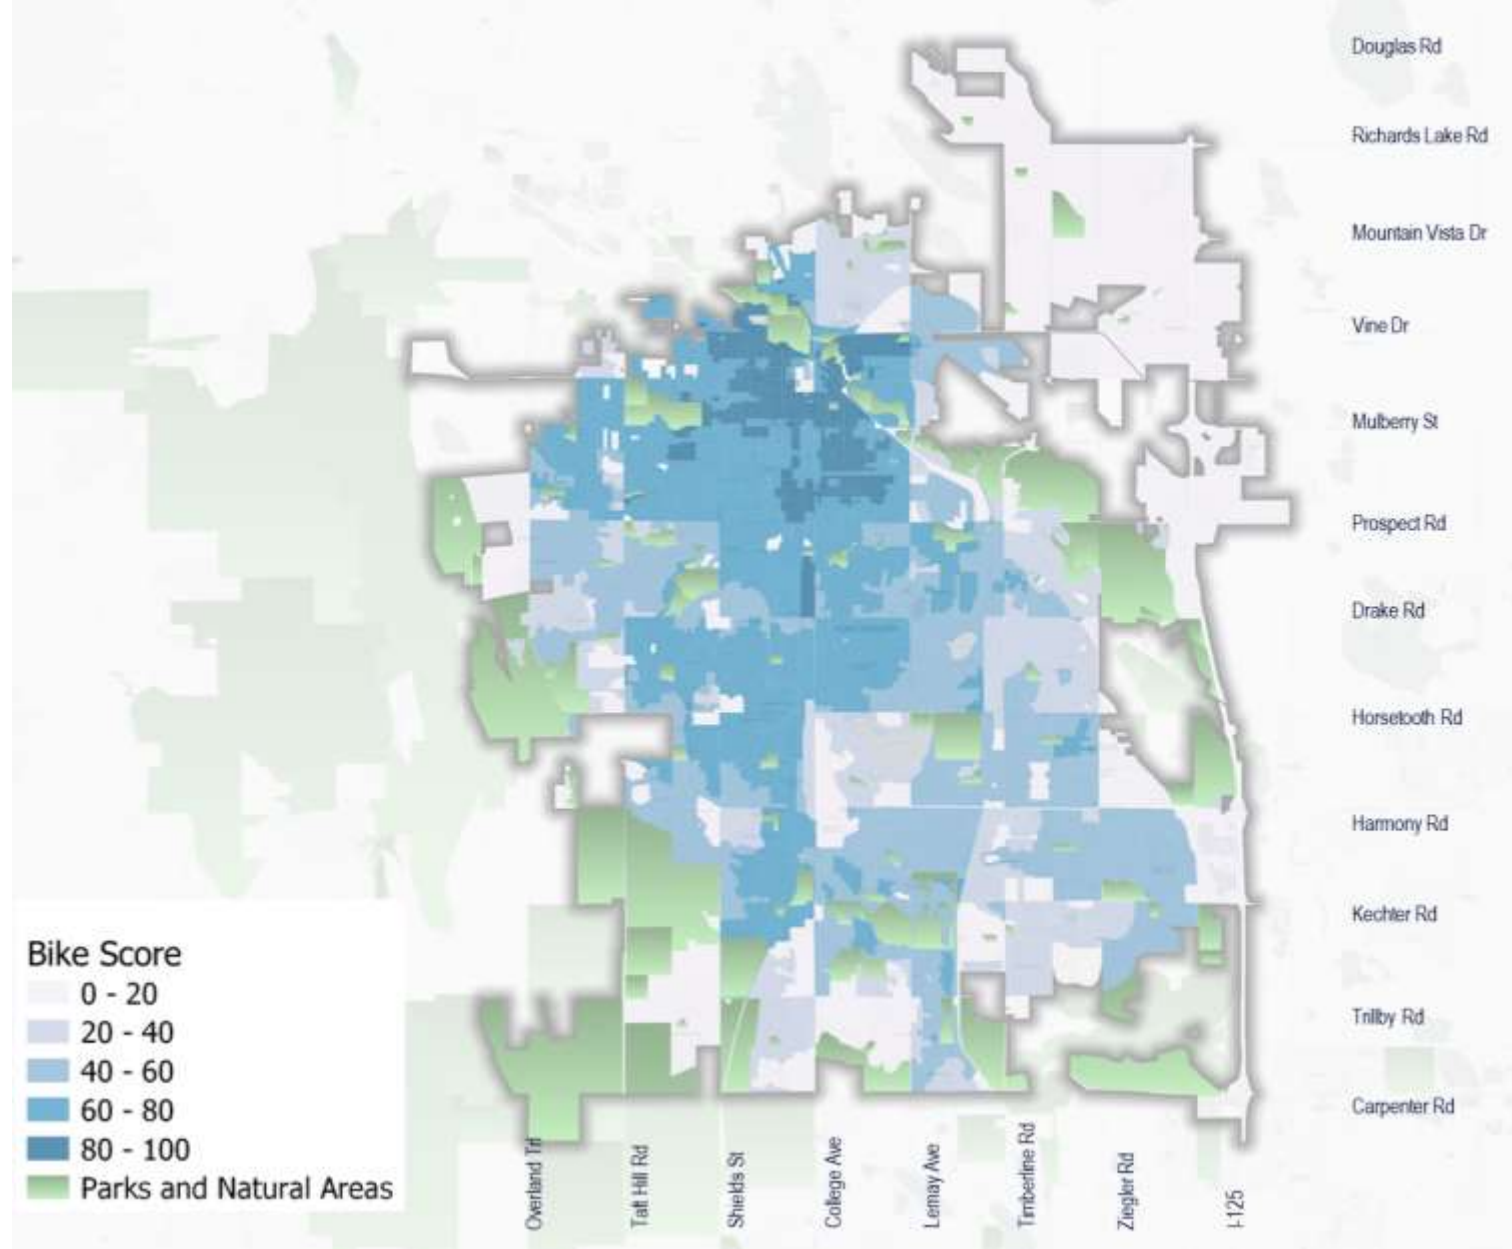 Douglas Rd
Richards Lake Rd
Mountain Vista Dr
Vine Dr
Mulberry St
Prospect Rd
Drake Rd
Horsetooth Rd
Harmony Rd
Kechter Rd
Trillby Rd
Carpenter Rd
Bike Score
0 - 20
20 - 40
40 - 60
60 - 80
80 - 100
Parks and Natural Areas
Overland Trl
Taft Hill Rd
Shields St
College Ave
Lemay Ave
Timberline Rd
Ziegler Rd
I-125